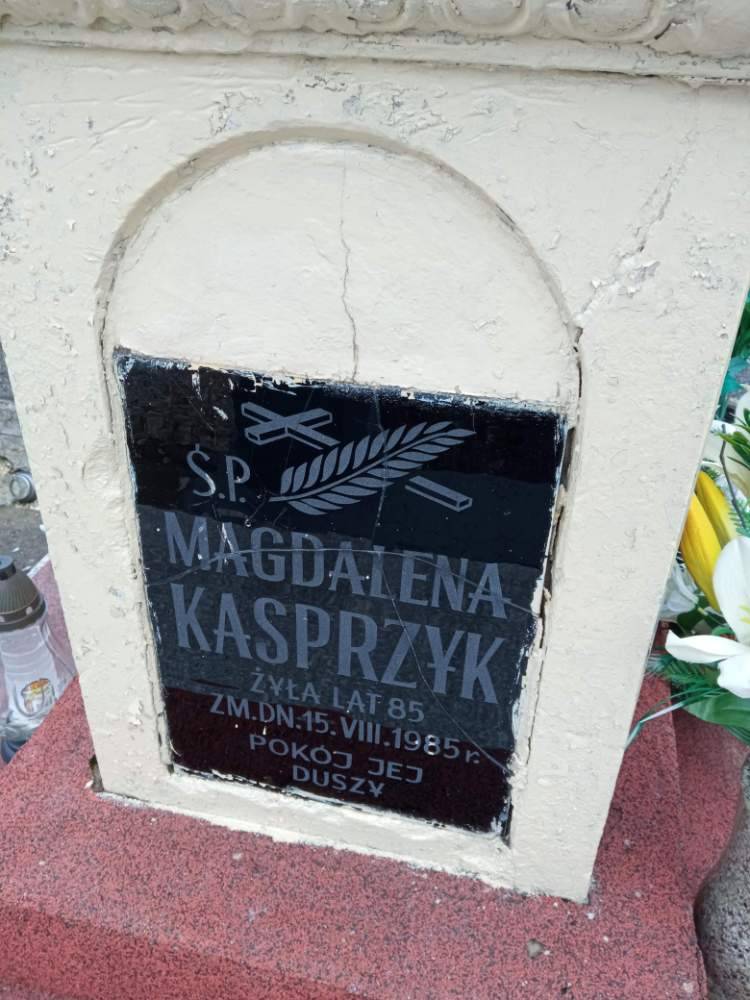 Ś.P.
MAGDALENA
KASPRZYK
ŻYŁA LAT 85
ZM.DN.15.VIII.1985 r.
POKÓJ JEJ
DUSZY